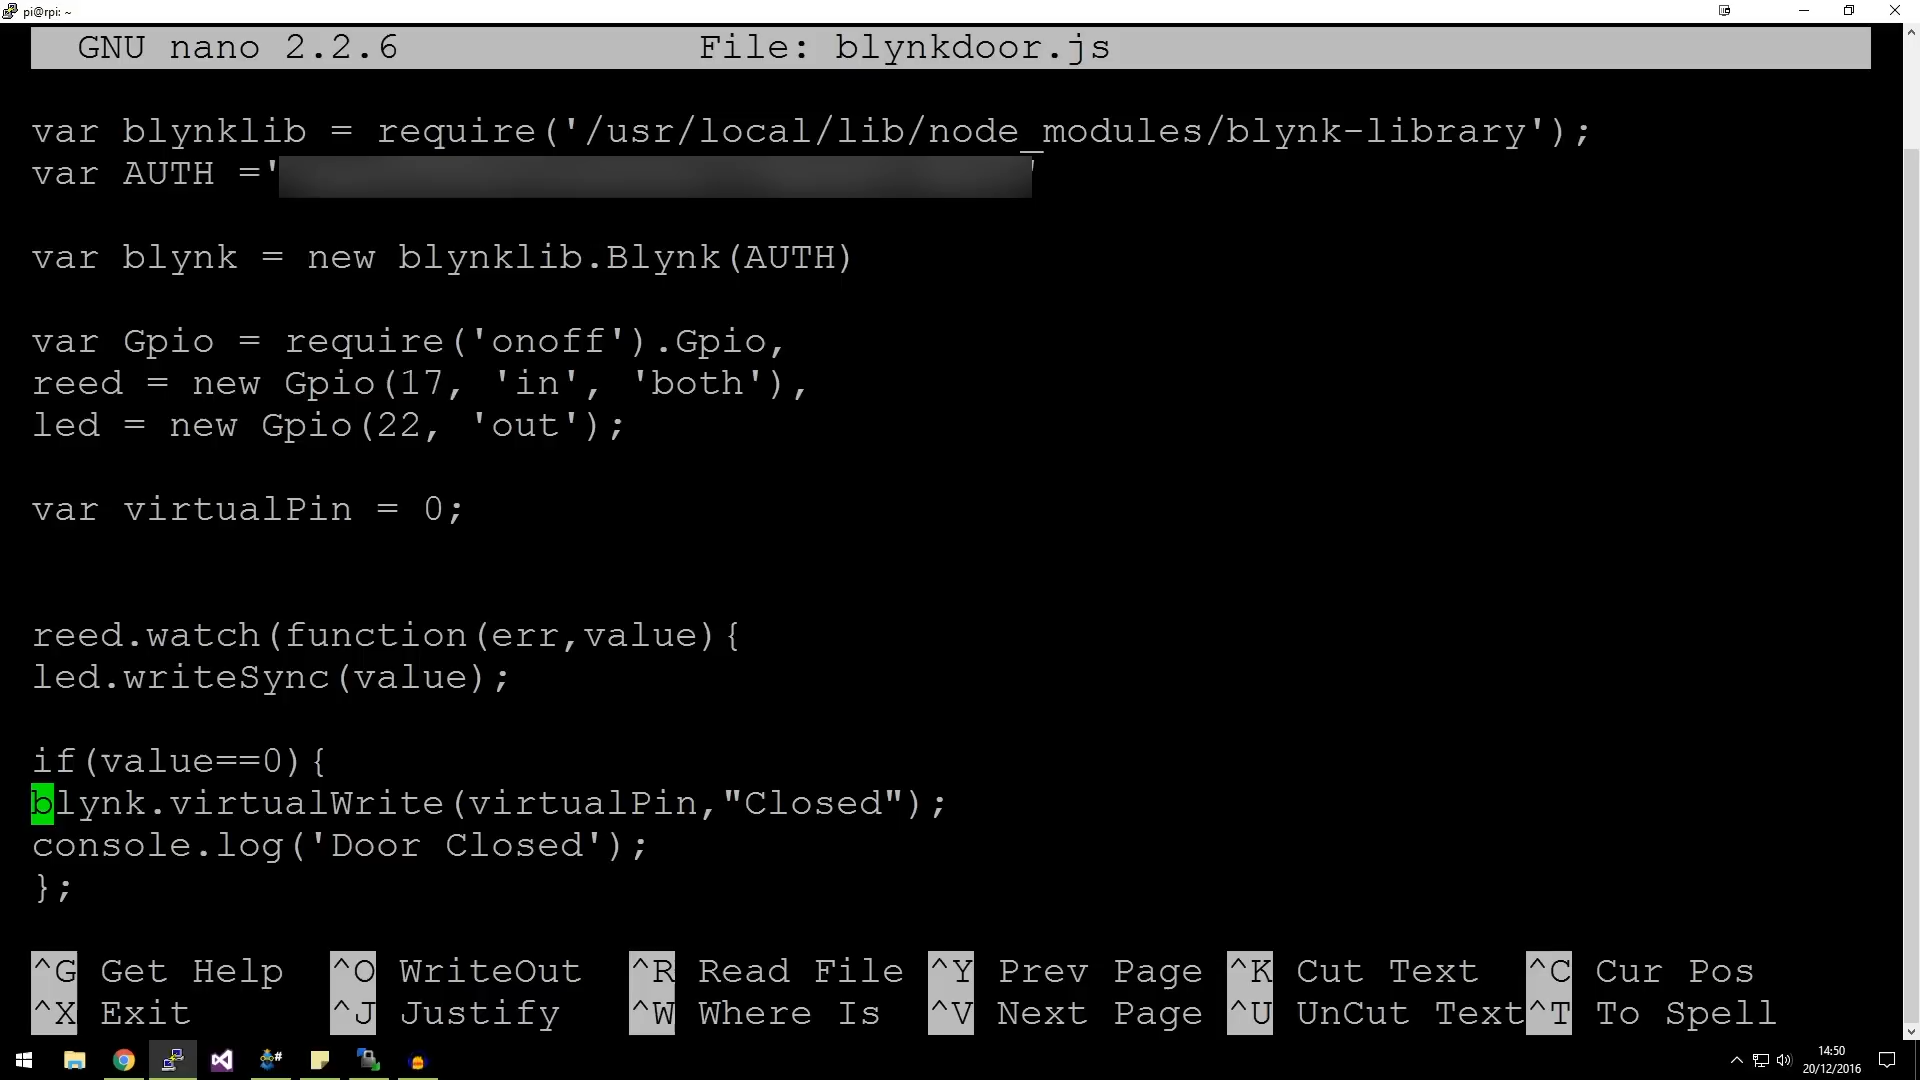 pi@rpi: ~
GNU nano 2.2.6 File: blynkdoor.js
var blynklib = require('/usr/local/lib/node_modules/blynk-library');
var AUTH ='                                '
var blynk = new blynklib.Blynk(AUTH)
var Gpio = require('onoff').Gpio,
reed = new Gpio(17, 'in', 'both'),
led = new Gpio(22, 'out');
var virtualPin = 0;
reed.watch(function(err,value){
led.writeSync(value);
if(value==0){
blynk.virtualWrite(virtualPin,"Closed");
console.log('Door Closed');
};
^G Get Help ^O WriteOut ^R Read File ^Y Prev Page ^K Cut Text ^C Cur Pos
^X Exit ^J Justify ^W Where Is ^V Next Page ^U UnCut Text ^T To Spell
14:50
20/12/2016